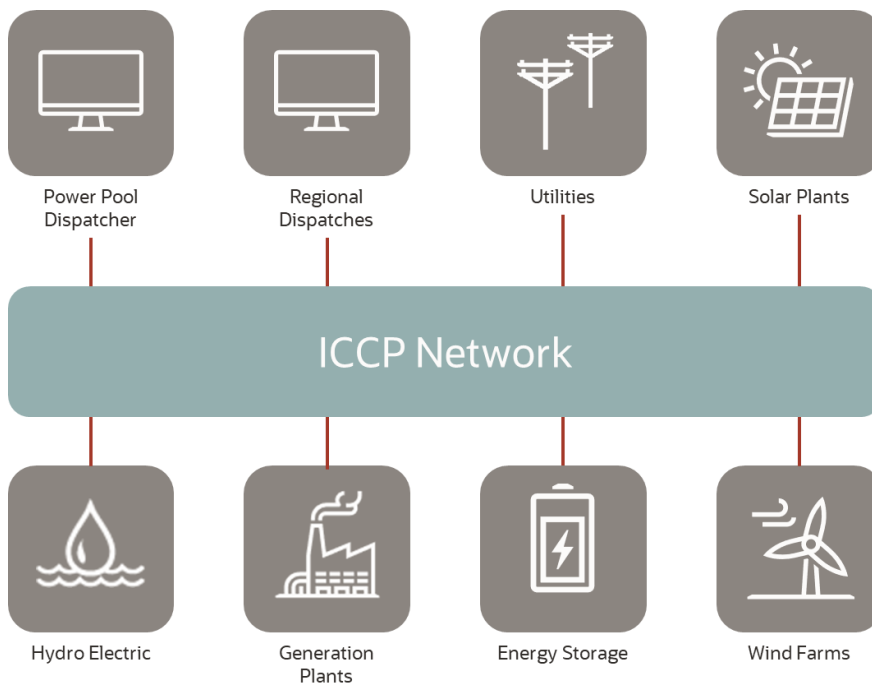 Power Pool
Dispatcher
Regional
Dispatches
Utilities
Solar Plants
ICCP Network
Hydro Electric
Generation
Plants
Energy Storage
Wind Farms